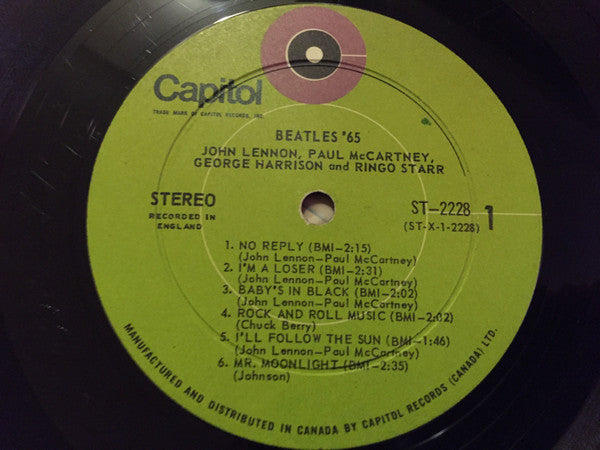 Capitol
TRADE MARK OF CAPITOL RECORDS, INC.
BEATLES '65
JOHN LENNON, PAUL McCARTNEY,
GEORGE HARRISON and RINGO STARR
STEREO
RECORDED IN
ENGLAND
ST-2228 1
(ST-X-1-2228)
1. NO REPLY (BMI-2:15)
(John Lennon-Paul McCartney)
2. I'M A LOSER (BMI-2:31)
(John Lennon-Paul McCartney)
3. BABY'S IN BLACK (BMI-2:02)
(John Lennon-Paul McCartney)
4. ROCK AND ROLL MUSIC (BMI-2:02)
(Chuck Berry)
5. I'LL FOLLOW THE SUN (BMI-1:46)
(John Lennon-Paul McCartney)
6. MR. MOONLIGHT (BMI-2:35)
(Johnson)
MANUFACTURED AND DISTRIBUTED IN CANADA BY CAPITOL RECORDS (CANADA) LTD.